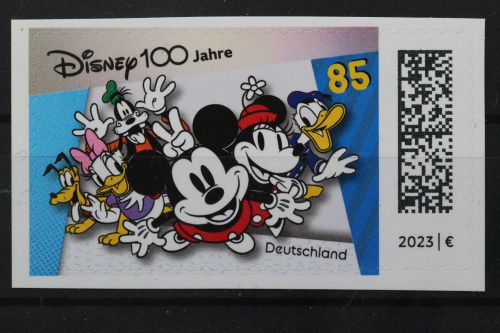 Disney 100 Jahre
85
Deutschland
2023 | €